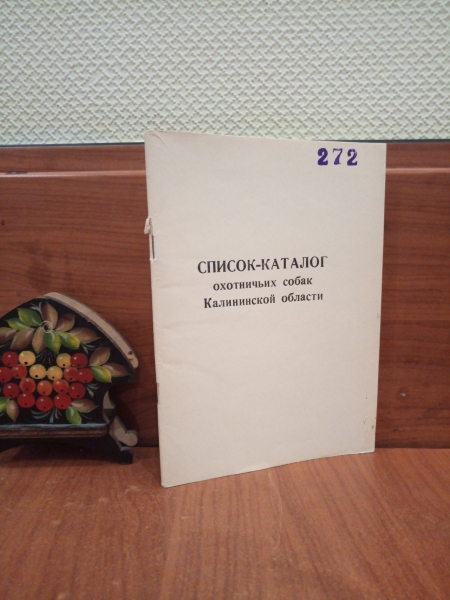 272
СПИСОК-КАТАЛОГ
охотничьих собак
Калининской области